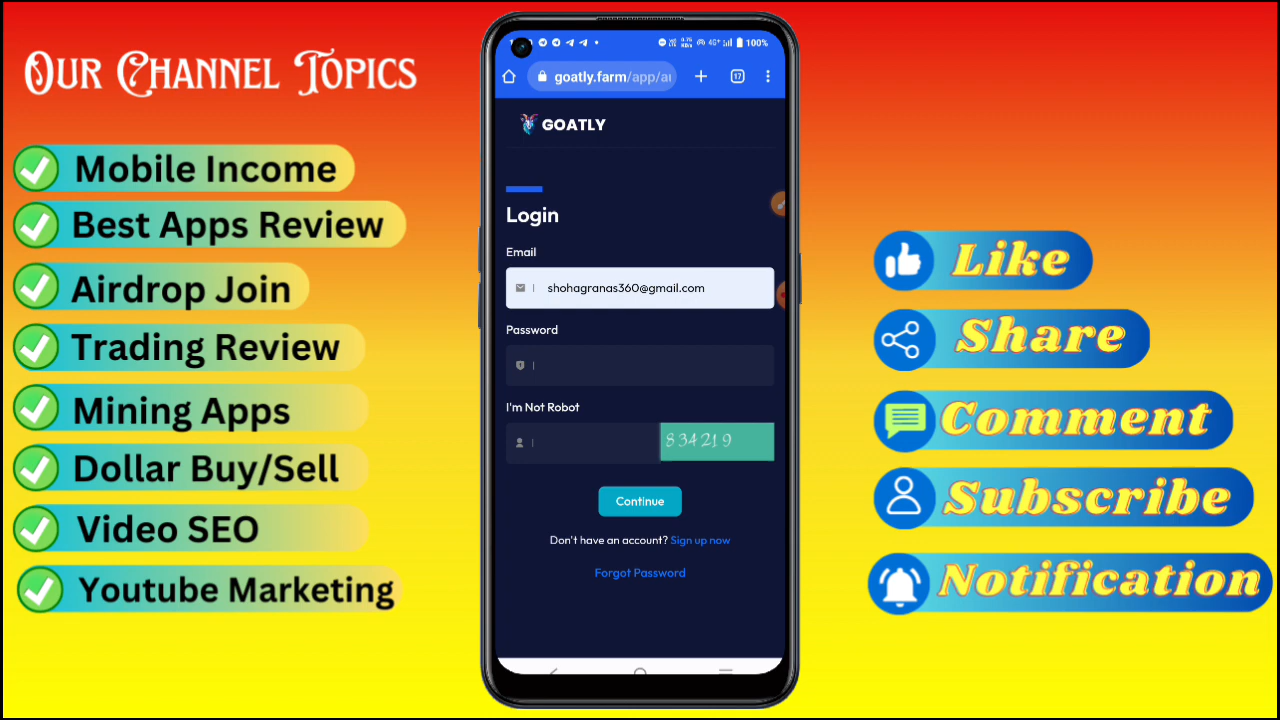 Our Channel Topics
Mobile Income
Best Apps Review
Airdrop Join
Trading Review
Mining Apps
Dollar Buy/Sell
Video SEO
Youtube Marketing
4G+ 100%
goatly.farm/app/au
17
GOATLY
Login
Email
shohagranas360@gmail.com
Password
I'm Not Robot
834219
Continue
Don't have an account? Sign up now
Forgot Password
Like
Share
Comment
Subscribe
Notification